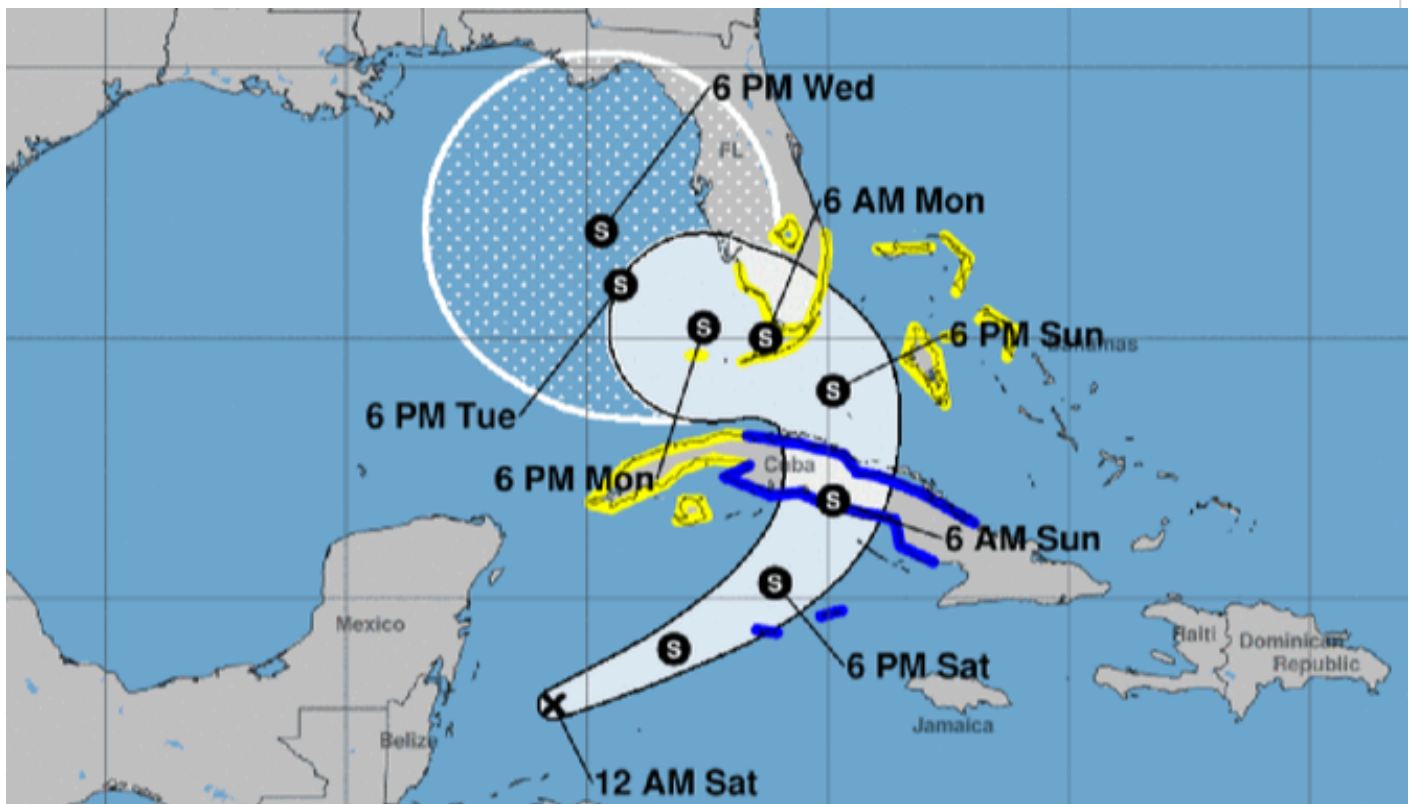 6 PM Wed
FL
6 AM Mon
S
S
6 PM Sun
S
S
Bahamas
S
6 PM Tue
Cuba
6 PM Mon
S
6 AM Sun
S
Mexico
Haiti
Dominican
Republic
S
6 PM Sat
Jamaica
Belize
12 AM Sat